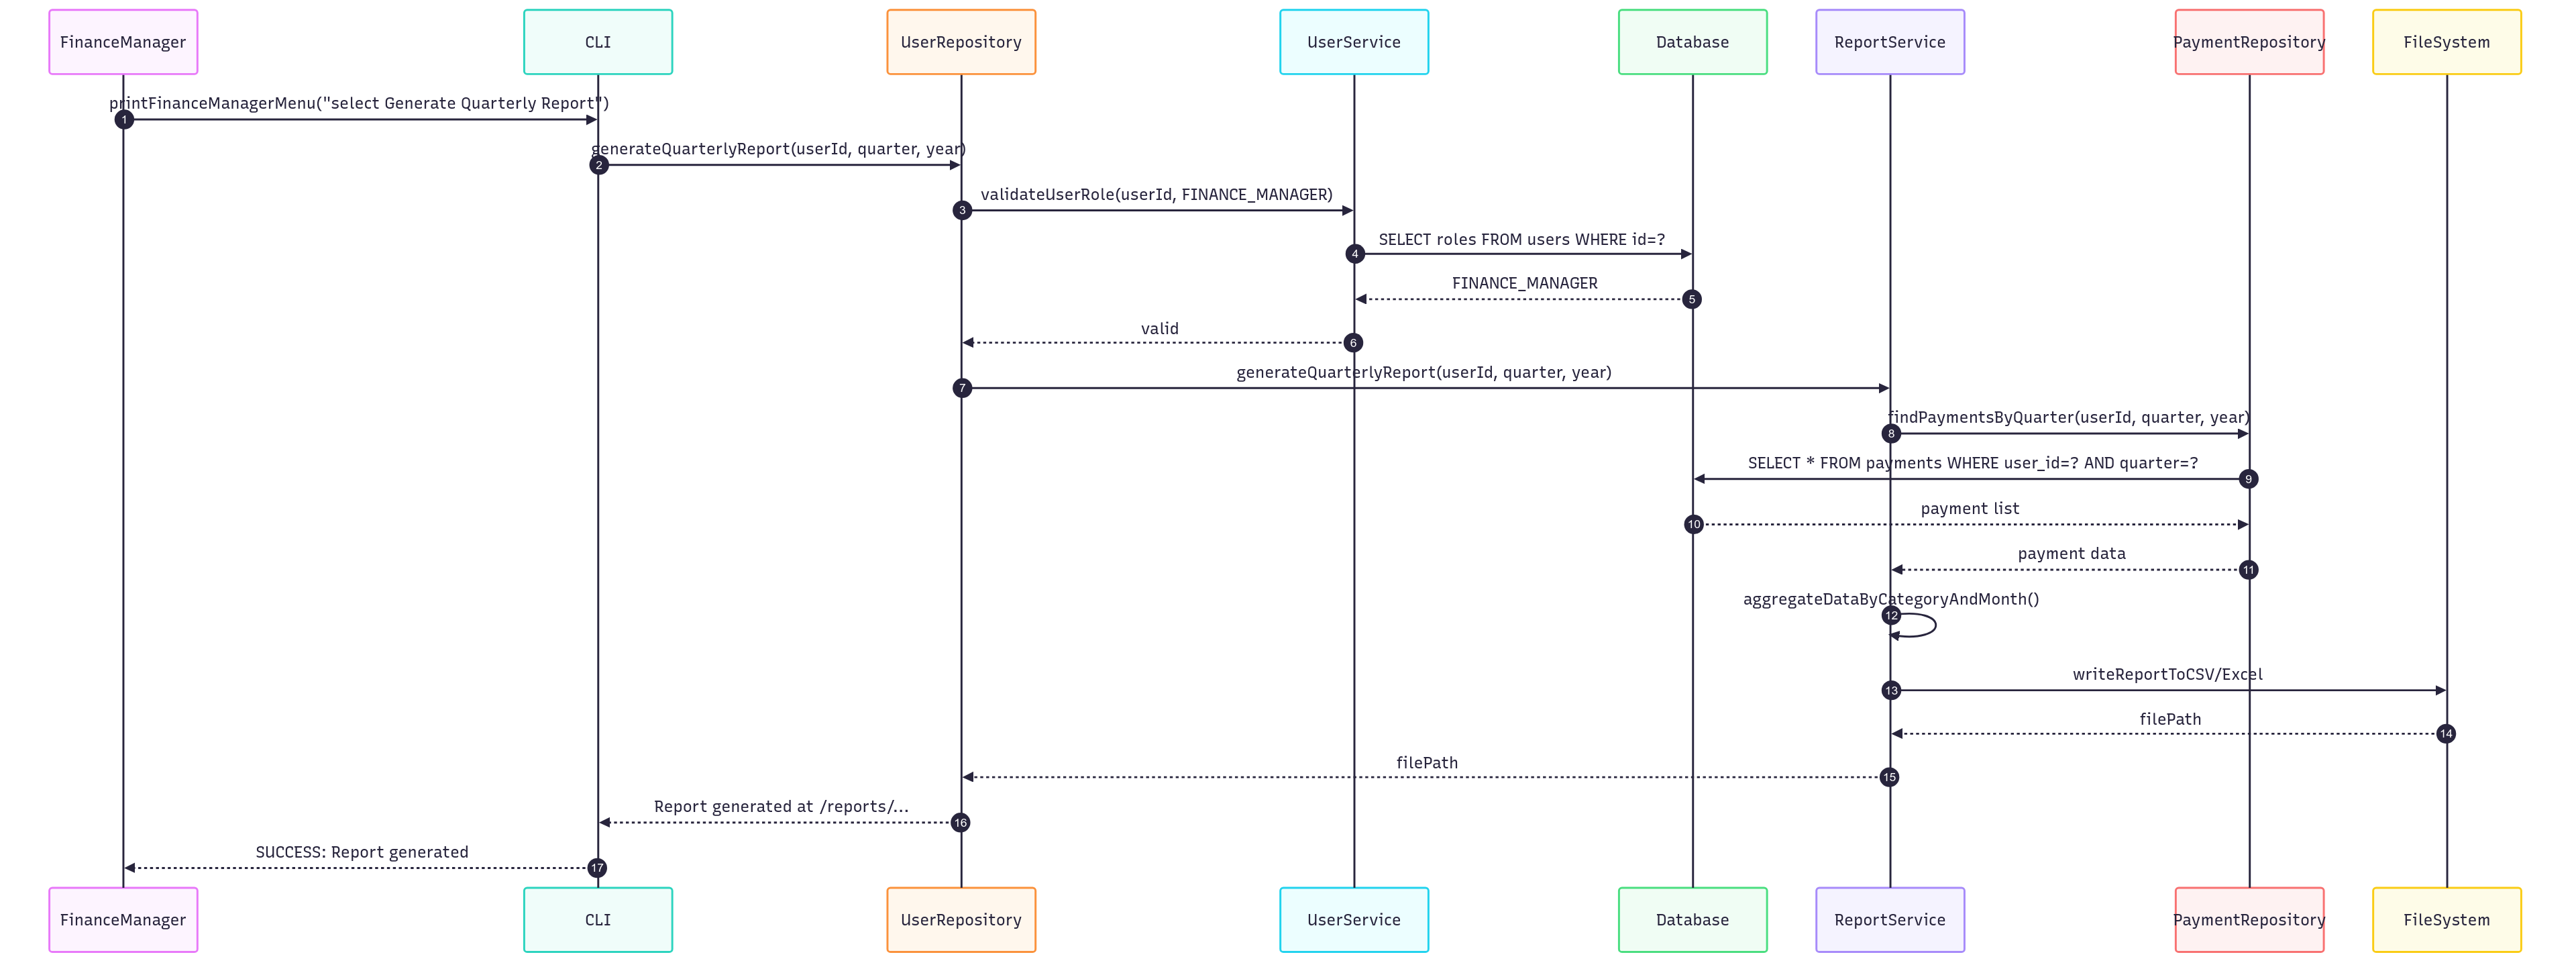 FinanceManager
CLI
UserRepository
UserService
Database
ReportService
PaymentRepository
FileSystem
printFinanceManagerMenu("select Generate Quarterly Report")
1
generateQuarterlyReport(userId, quarter, year)
2
validateUserRole(userId, FINANCE_MANAGER)
3
SELECT roles FROM users WHERE id=?
4
FINANCE_MANAGER
5
valid
6
generateQuarterlyReport(userId, quarter, year)
7
findPaymentsByQuarter(userId, quarter, year)
8
SELECT * FROM payments WHERE user_id=? AND quarter=?
9
payment list
10
payment data
11
aggregateDataByCategoryAndMonth()
12
writeReportToCSV/Excel
13
filePath
14
filePath
15
Report generated at /reports/...
16
SUCCESS: Report generated
17
FinanceManager
CLI
UserRepository
UserService
Database
ReportService
PaymentRepository
FileSystem